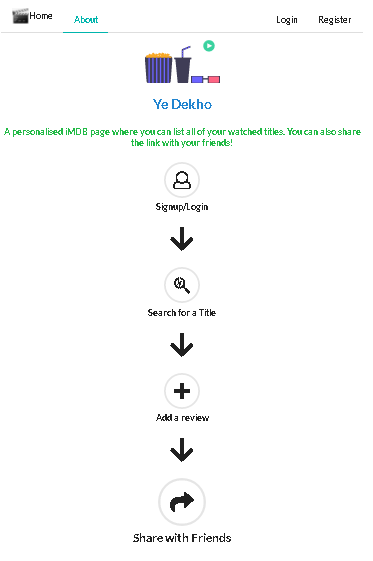 Home
About
Login
Register
Ye Dekho
A personalised iMDB page where you can list all of your watched titles. You can also share
the link with your friends!
Signup/Login
Search for a Title
Add a review
Share with Friends